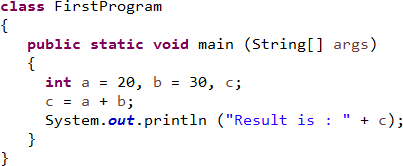 class FirstProgram
{
public static void main (String[] args)
{
int a = 20, b = 30, c;
c = a + b;
System.out.println ("Result is : " + c);
}
}